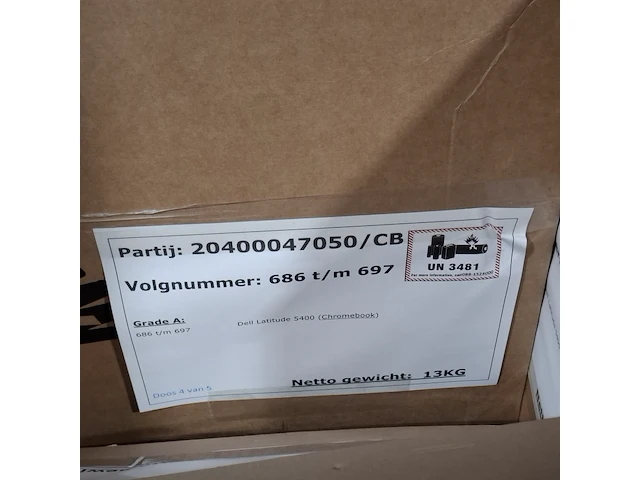 Partij: 20400047050/CB
UN 3481
Volgnummer: 686 t/m 697
Grade A:
686 t/m 697
Dell Latitude 5400 (Chromebook)
Netto gewicht: 13KG
Doos 4 van 5